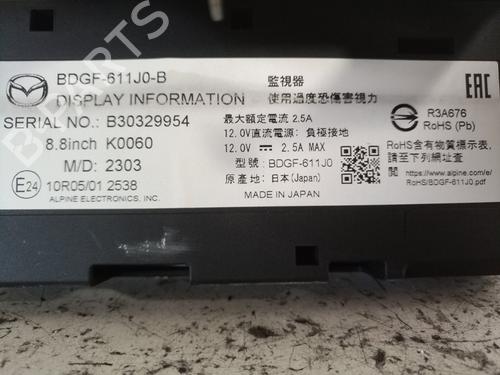 B PARTS
BDGF-611J0-B
DISPLAY INFORMATION
SERIAL NO.: B30329954
8.8inch K0060
M/D: 2303
E24 10R05/01 2538
ALPINE ELECTRONICS, INC.
監視器
使用過度恐傷害視力
最大額定電流 2.5A
12.0V直流電源: 負極接地
12.0V ⎓ 2.5A MAX
型號: BDGF-611J0
原產地: 日本(Japan)
MADE IN JAPAN
EAC
R3A676
RoHS (Pb)
RoHS含有物質標示表,
請至下列網站
https://www.alpine.com/e/
RoHS/BDGF-611J0.pdf